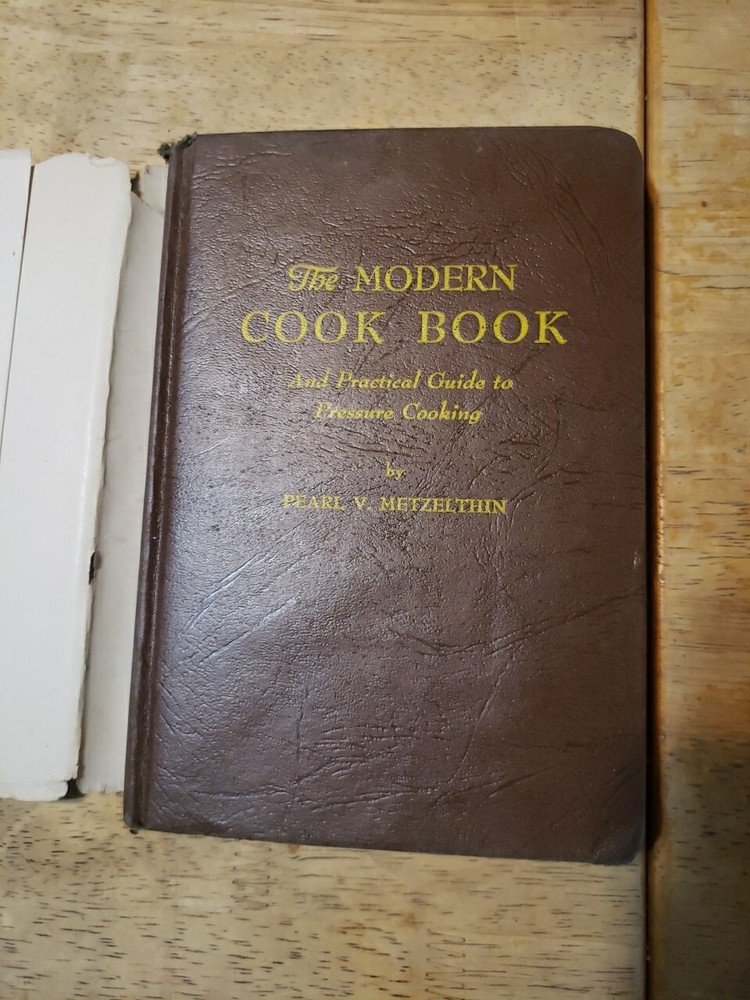 The MODERN
COOK BOOK
And Practical Guide to
Pressure Cooking
by
PEARL V. METZELTHIN